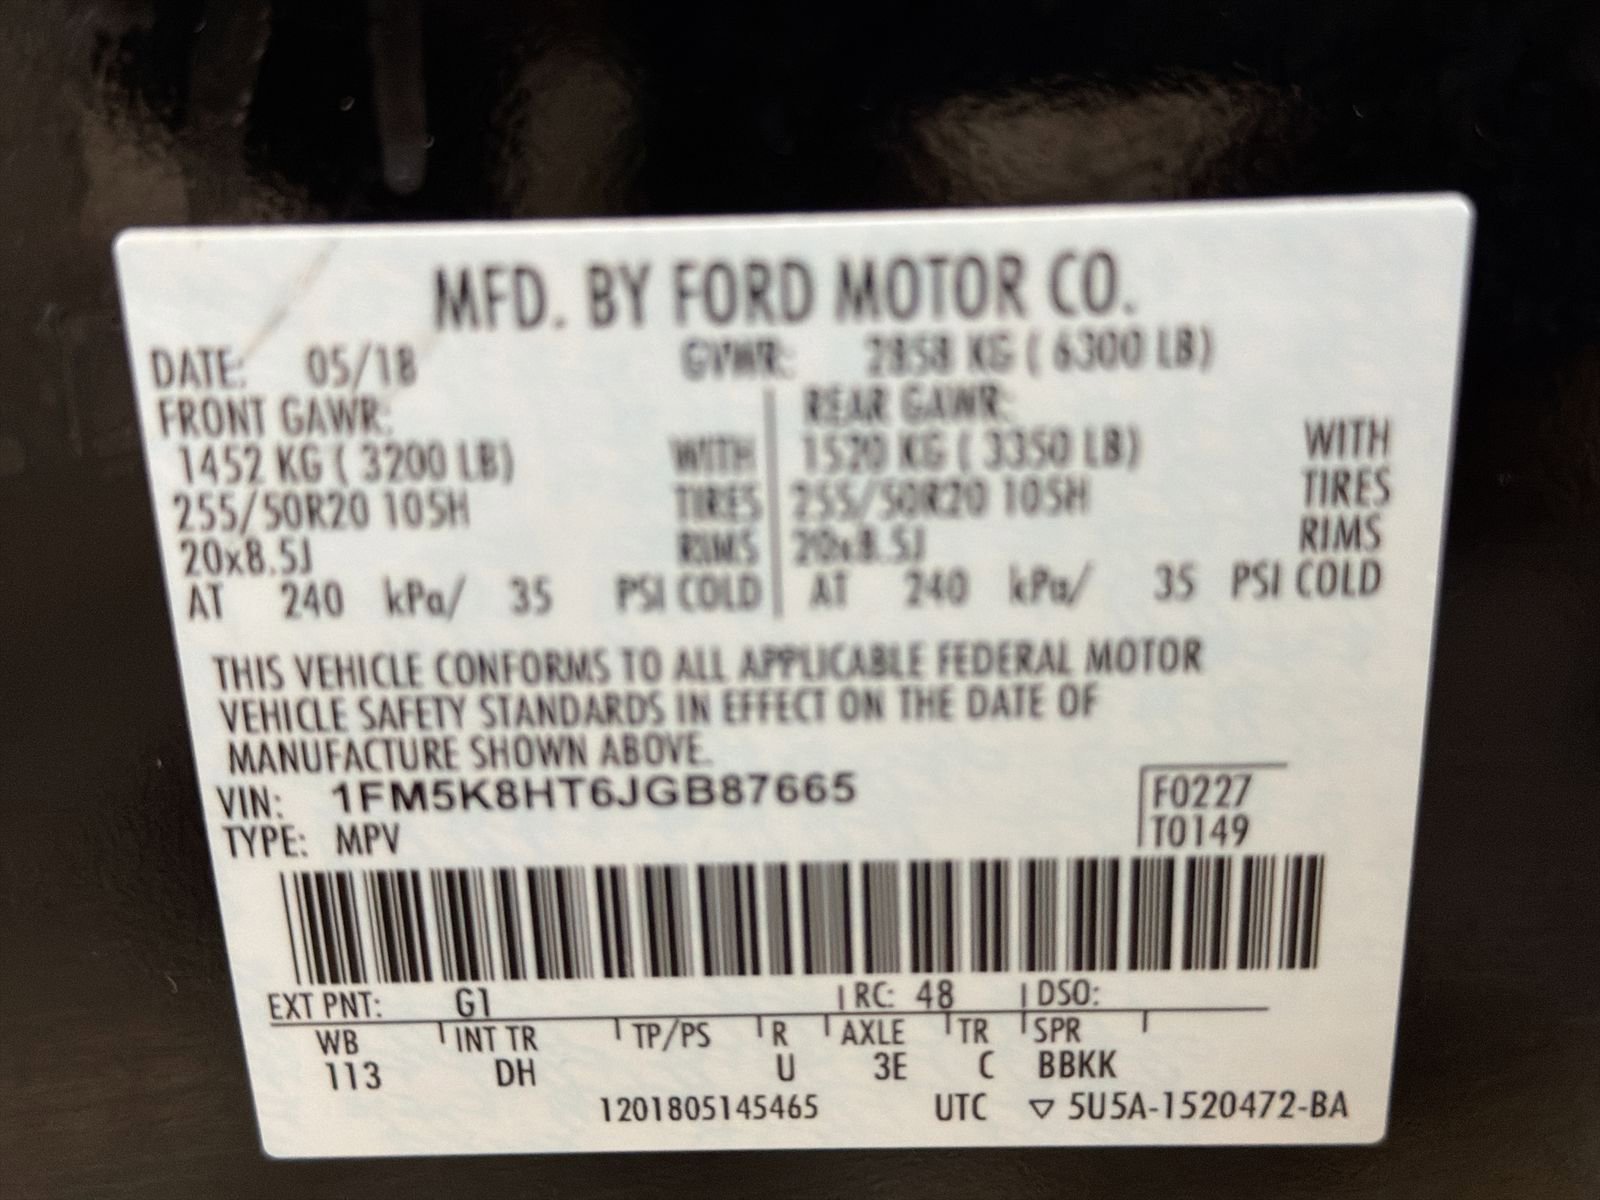 MFD. BY FORD MOTOR CO.
DATE: 05/18 GVWR: 2858 KG ( 6300 LB)
FRONT GAWR: REAR GAWR:
1452 KG ( 3200 LB) WITH 1520 KG ( 3350 LB) WITH
255/50R20 105H TIRES 255/50R20 105H TIRES
20x8.5J RIMS 20x8.5J RIMS
AT 240 kPa/ 35 PSI COLD AT 240 kPa/ 35 PSI COLD
THIS VEHICLE CONFORMS TO ALL APPLICABLE FEDERAL MOTOR
VEHICLE SAFETY STANDARDS IN EFFECT ON THE DATE OF
MANUFACTURE SHOWN ABOVE.
VIN: 1FM5K8HT6JGB87665 F0227
TYPE: MPV T0149
EXT PNT: G1 RC: 48 DSO:
WB INT TR TP/PS R AXLE TR SPR
113 DH U 3E C BBKK
1201805145465 UTC ▽ 5U5A-1520472-BA